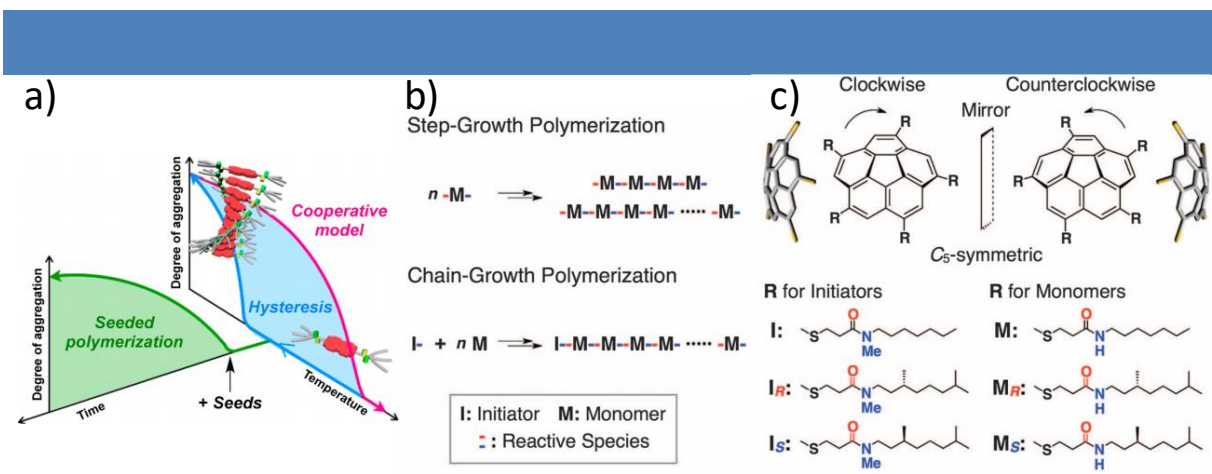 a)
Degree of aggregation
Cooperative
model
Hysteresis
Temperature
Degree of aggregation
Seeded
polymerization
Time
+ Seeds
b)
Step-Growth Polymerization
n -M-
-M-M-M-M-
-M-M-M-M- ····· -M-
Chain-Growth Polymerization
I- + n M
I-M-M-M-M- ····· -M-
I: Initiator M: Monomer
: Reactive Species
c)
Clockwise
Counterclockwise
Mirror
R
R
R
R
R
R
R
R
R
R
C5-symmetric
R for Initiators
R for Monomers
I: S O N Me
M: S O N H
IR: S O N Me
MR: S O N H
IS: S O N Me
MS: S O N H